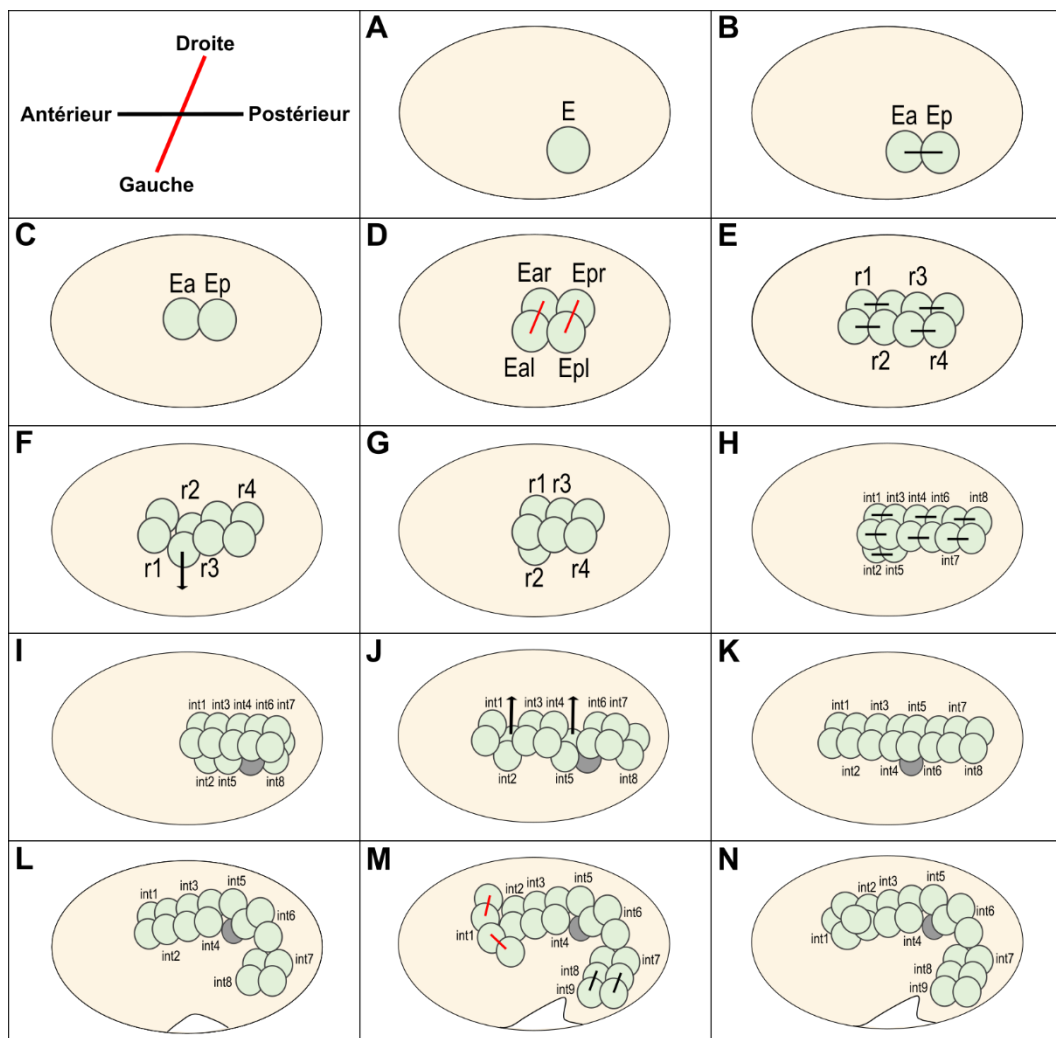 Droite
Antérieur Postérieur
Gauche
A
E
B
Ea Ep
C
Ea Ep
D
Ear Epr
Eal Epl
E
r1 r3
r2 r4
F
r2 r4
r1 r3
G
r1 r3
r2 r4
H
int1 int3 int4 int6 int8
int2 int5 int7
I
int1 int3 int4 int6 int7
int2 int5 int8
J
int1 int3 int4 int6 int7
int2 int5 int8
K
int1 int3 int5 int7
int2 int4 int6 int8
L
int1 int3 int5
int6
int2 int4
int7
int8
M
int2 int3 int5
int6
int1 int4
int7
int8
int9
N
int2 int3 int5
int6
int1 int4
int7
int8
int9